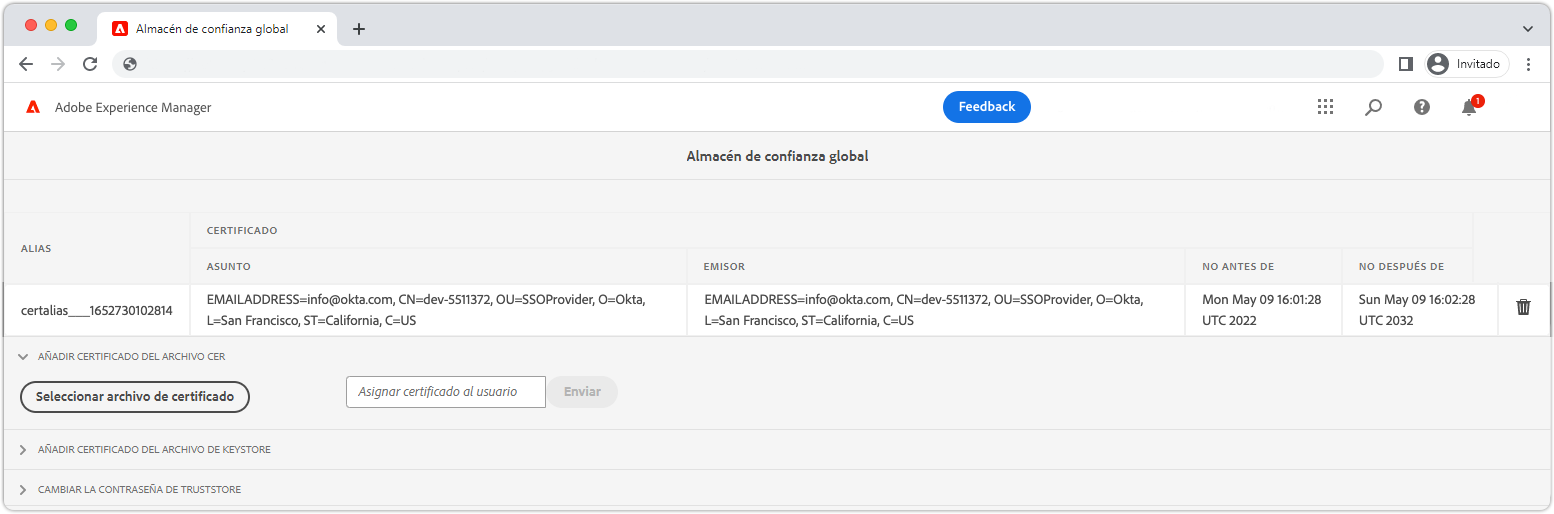 Almacén de confianza global
Invitado
Adobe Experience Manager
Feedback
1
Almacén de confianza global
ALIAS
CERTIFICADO
ASUNTO
EMISOR
NO ANTES DE
NO DESPUÉS DE
certalias___1652730102814
EMAILADDRESS=info@okta.com, CN=dev-5511372, OU=SSOProvider, O=Okta,
L=San Francisco, ST=California, C=US
EMAILADDRESS=info@okta.com, CN=dev-5511372, OU=SSOProvider, O=Okta,
L=San Francisco, ST=California, C=US
Mon May 09 16:01:28
UTC 2022
Sun May 09 16:02:28
UTC 2032
AÑADIR CERTIFICADO DEL ARCHIVO CER
Seleccionar archivo de certificado
Asignar certificado al usuario
Enviar
AÑADIR CERTIFICADO DEL ARCHIVO DE KEYSTORE
CAMBIAR LA CONTRASEÑA DE TRUSTSTORE